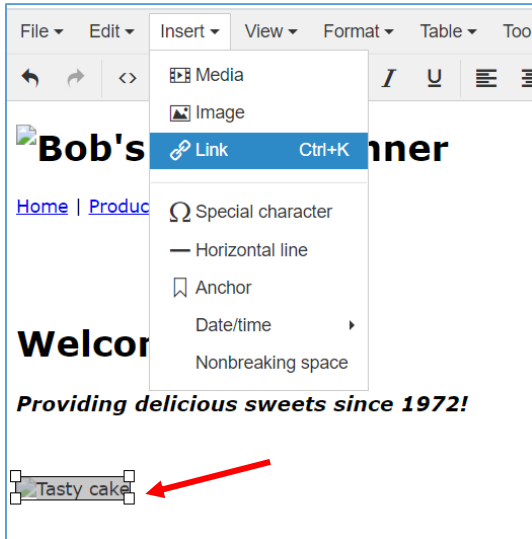 File Edit Insert View Format Table Too
Media
Image
Link Ctrl+K
Bob's nner
Home | Produc
Special character
Horizontal line
Anchor
Date/time
Nonbreaking space
Welcor
Providing delicious sweets since 1972!
Tasty cake